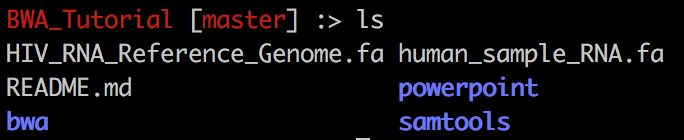 BWA_Tutorial [master] :> ls
HIV_RNA_Reference_Genome.fa human_sample_RNA.fa
README.md powerpoint
bwa samtools